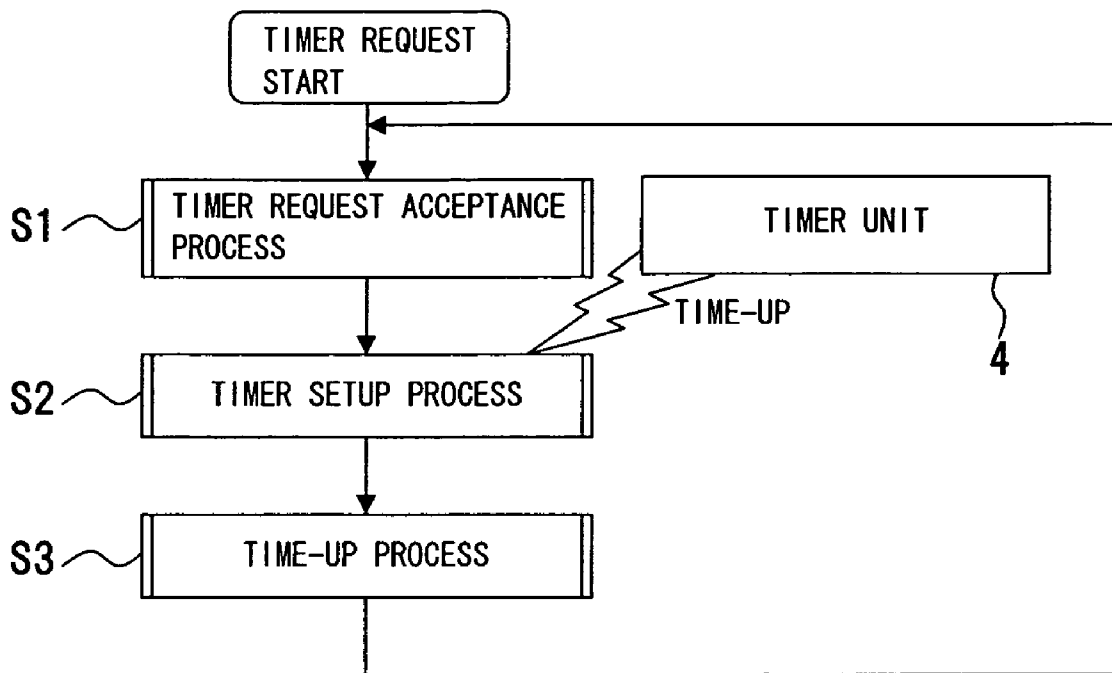 TIMER REQUEST
START
S1
TIMER REQUEST ACCEPTANCE
PROCESS
TIMER UNIT
TIME-UP
4
S2
TIMER SETUP PROCESS
S3
TIME-UP PROCESS